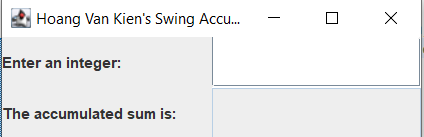 Hoang Van Kien's Swing Accu...
Enter an integer:
The accumulated sum is: